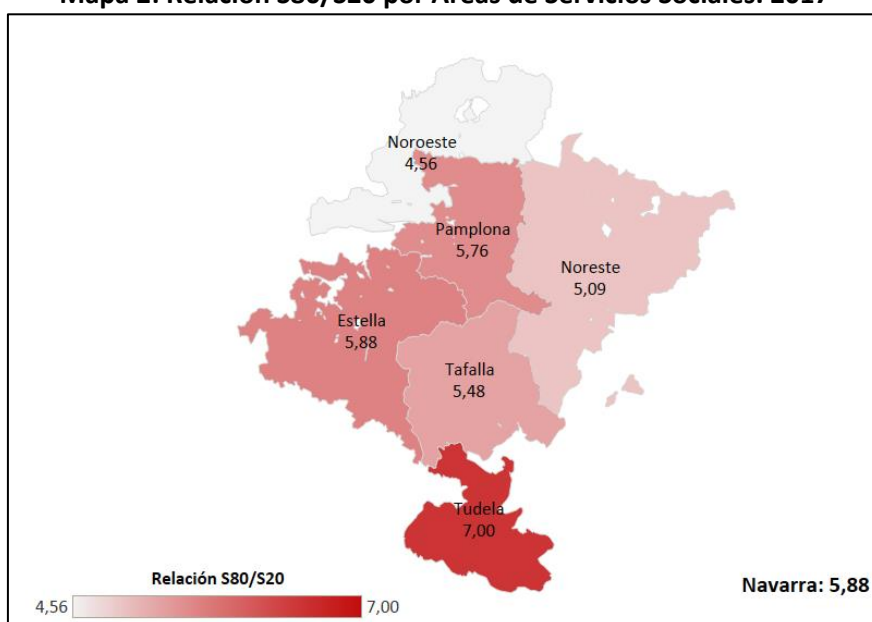 Mapa 2: Relación S80/S20 por Áreas de Servicios Sociales. 2017
Noroeste
4,56
Pamplona
5,76
Noreste
5,09
Estella
5,88
Tafalla
5,48
Tudela
7,00
Relación S80/S20
4,56
7,00
Navarra: 5,88